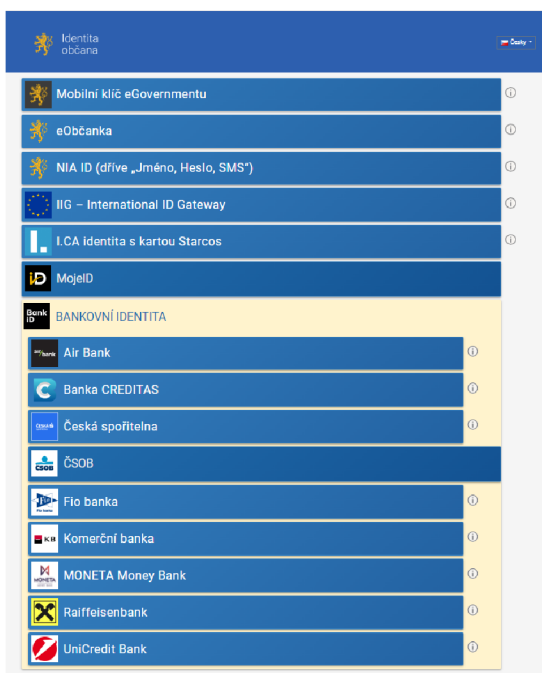 Identita
občana
Česky
Mobilní klíč eGovernmentu
eObčanka
NIA ID (dříve „Jméno, Heslo, SMS")
IIG – International ID Gateway
I.CA identita s kartou Starcos
iD
MojeID
Bank
iD
BANKOVNÍ IDENTITA
Air Bank
Banka CREDITAS
Česká spořitelna
ČSOB
ČSOB
Fio banka
KB
Komerční banka
MONETA
MONETA Money Bank
Raiffeisenbank
UniCredit Bank